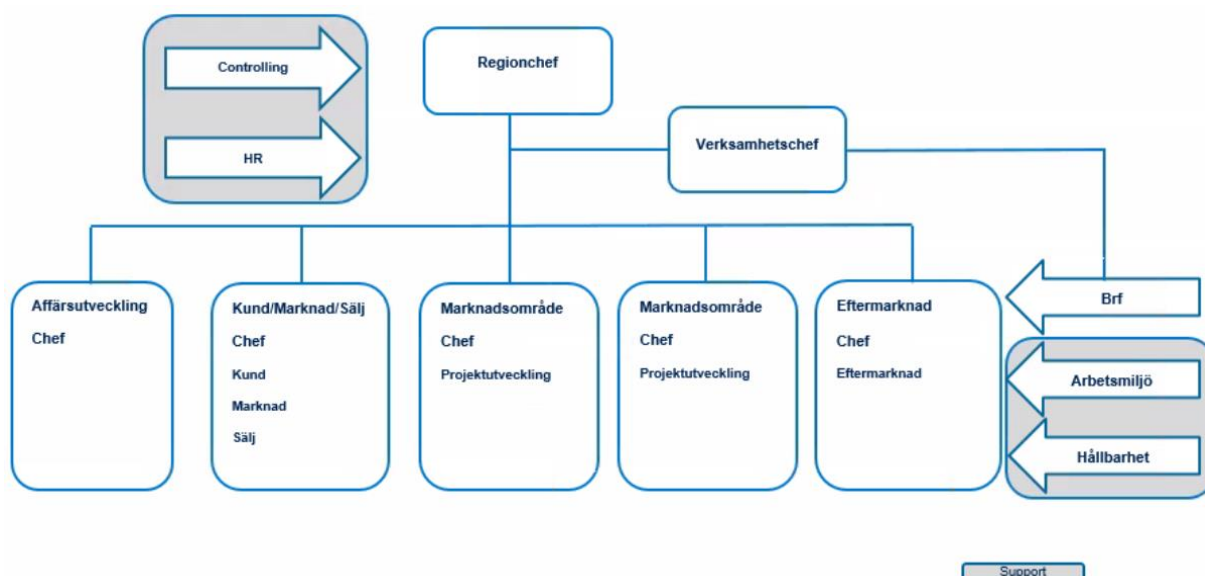 Controlling
HR
Regionchef
Verksamhetschef
Affärsutveckling
Chef
Kund/Marknad/Sälj
Chef
Kund
Marknad
Sälj
Marknadsområde
Chef
Projektutveckling
Marknadsområde
Chef
Projektutveckling
Eftermarknad
Chef
Eftermarknad
Brf
Arbetsmiljö
Hållbarhet
Support